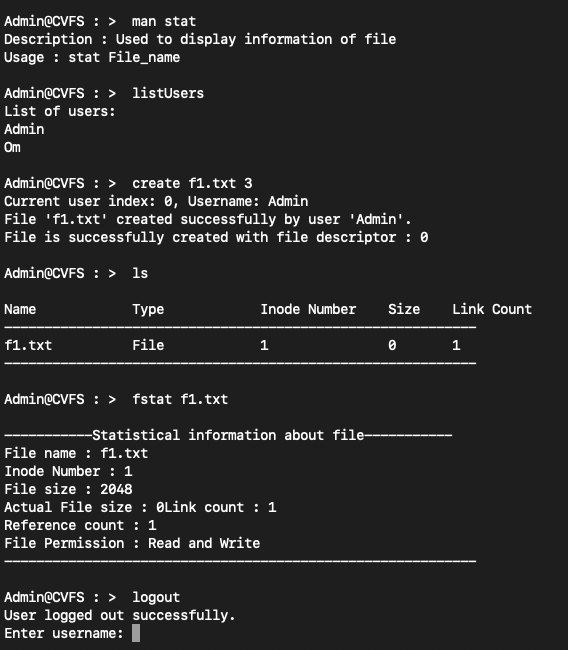 Admin@CVFS : >  man stat
Description : Used to display information of file
Usage : stat File_name
Admin@CVFS : >  listUsers
List of users:
Admin
Om
Admin@CVFS : >  create f1.txt 3
Current user index: 0, Username: Admin
File 'f1.txt' created successfully by user 'Admin'.
File is successfully created with file descriptor : 0
Admin@CVFS : >  ls
Name            Type            Inode Number    Size    Link Count
-----------------------------------------------------------
f1.txt          File            1               0       1
-----------------------------------------------------------
Admin@CVFS : >  fstat f1.txt
-----------Statistical information about file-----------
File name : f1.txt
Inode Number : 1
File size : 2048
Actual File size : 0Link count : 1
Reference count : 1
File Permission : Read and Write
-----------------------------------------------------------
Admin@CVFS : >  logout
User logged out successfully.
Enter username: